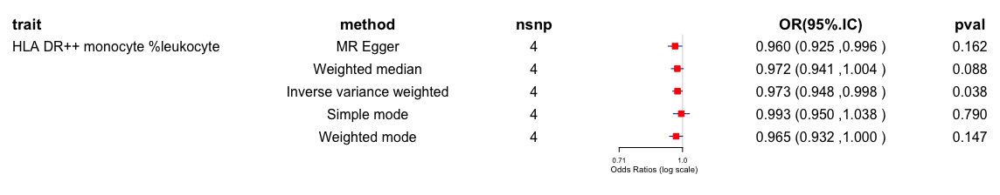 trait method nsnp OR(95%.IC) pval
HLA DR++ monocyte %leukocyte MR Egger 4 0.960 (0.925 ,0.996 ) 0.162
Weighted median 4 0.972 (0.941 ,1.004 ) 0.088
Inverse variance weighted 4 0.973 (0.948 ,0.998 ) 0.038
Simple mode 4 0.993 (0.950 ,1.038 ) 0.790
Weighted mode 4 0.965 (0.932 ,1.000 ) 0.147
0.71 1.0
Odds Ratios (log scale)